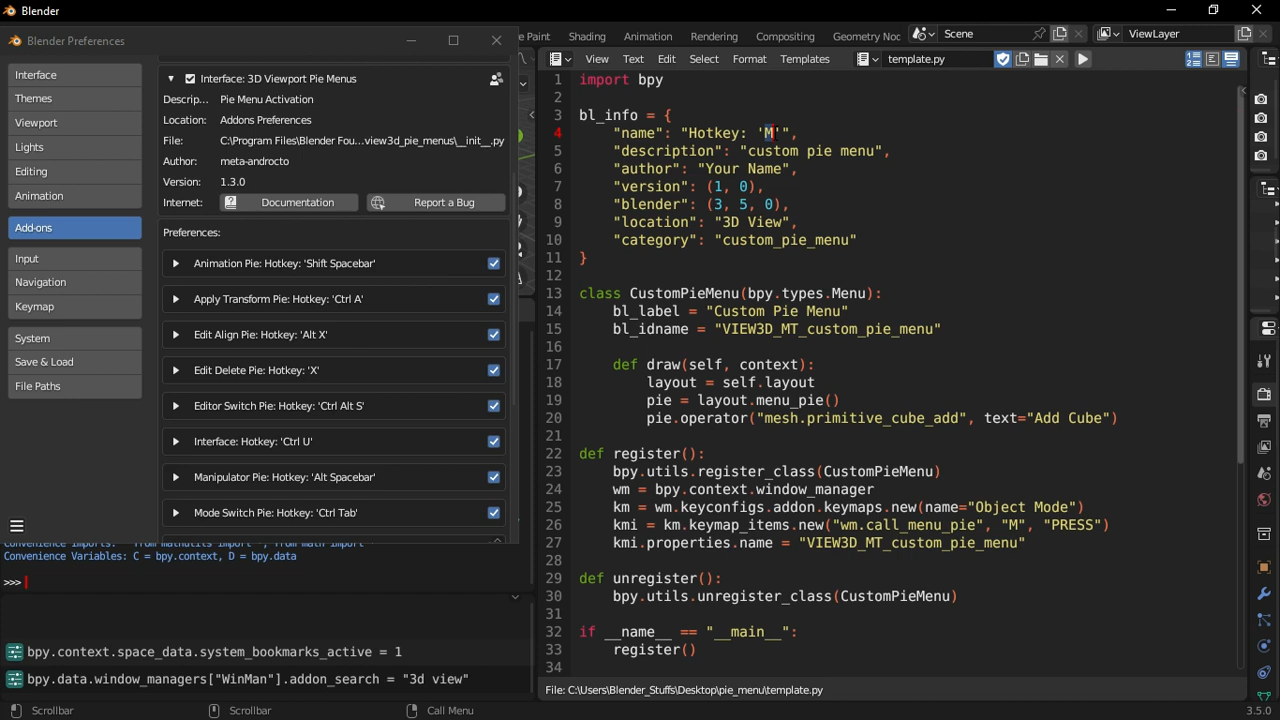 Blender
Blender Preferences
Interface
Themes
Viewport
Lights
Editing
Animation
Add-ons
Input
Navigation
Keymap
System
Save & Load
File Paths
Interface: 3D Viewport Pie Menus
Descrip... Pie Menu Activation
Location: Addons Preferences
File: C:\Program Files\Blender Fou...view3d_pie_menus\__init__.py
Author: meta-androcto
Version: 1.3.0
Internet: Documentation Report a Bug
Preferences:
Animation Pie: Hotkey: 'Shift Spacebar'
Apply Transform Pie: Hotkey: 'Ctrl A'
Edit Align Pie: Hotkey: 'Alt X'
Edit Delete Pie: Hotkey: 'X'
Editor Switch Pie: Hotkey: 'Ctrl Alt S'
Interface: Hotkey: 'Ctrl U'
Manipulator Pie: Hotkey: 'Alt Spacebar'
Mode Switch Pie: Hotkey: 'Ctrl Tab'
Convenience Variables: C = bpy.context, D = bpy.data
>>>
bpy.context.space_data.system_bookmarks_active = 1
bpy.data.window_managers["WinMan"].addon_search = "3d view"
Paint Shading Animation Rendering Compositing Geometry Noc Scene ViewLayer
View Text Edit Select Format Templates template.py
1 import bpy
2
3 bl_info = {
4 "name": "Hotkey: 'M'",
5 "description": "custom pie menu",
6 "author": "Your Name",
7 "version": (1, 0),
8 "blender": (3, 5, 0),
9 "location": "3D View",
10 "category": "custom_pie_menu"
11 }
12
13 class CustomPieMenu(bpy.types.Menu):
14 bl_label = "Custom Pie Menu"
15 bl_idname = "VIEW3D_MT_custom_pie_menu"
16
17 def draw(self, context):
18 layout = self.layout
19 pie = layout.menu_pie()
20 pie.operator("mesh.primitive_cube_add", text="Add Cube")
21
22 def register():
23 bpy.utils.register_class(CustomPieMenu)
24 wm = bpy.context.window_manager
25 km = wm.keyconfigs.addon.keymaps.new(name="Object Mode")
26 kmi = km.keymap_items.new("wm.call_menu_pie", "M", "PRESS")
27 kmi.properties.name = "VIEW3D_MT_custom_pie_menu"
28
29 def unregister():
30 bpy.utils.unregister_class(CustomPieMenu)
31
32 if __name__ == "__main__":
33 register()
34
File: C:\Users\Blender_Stuffs\Desktop\pie_menu\template.py
Scrollbar Scrollbar Call Menu 3.5.0